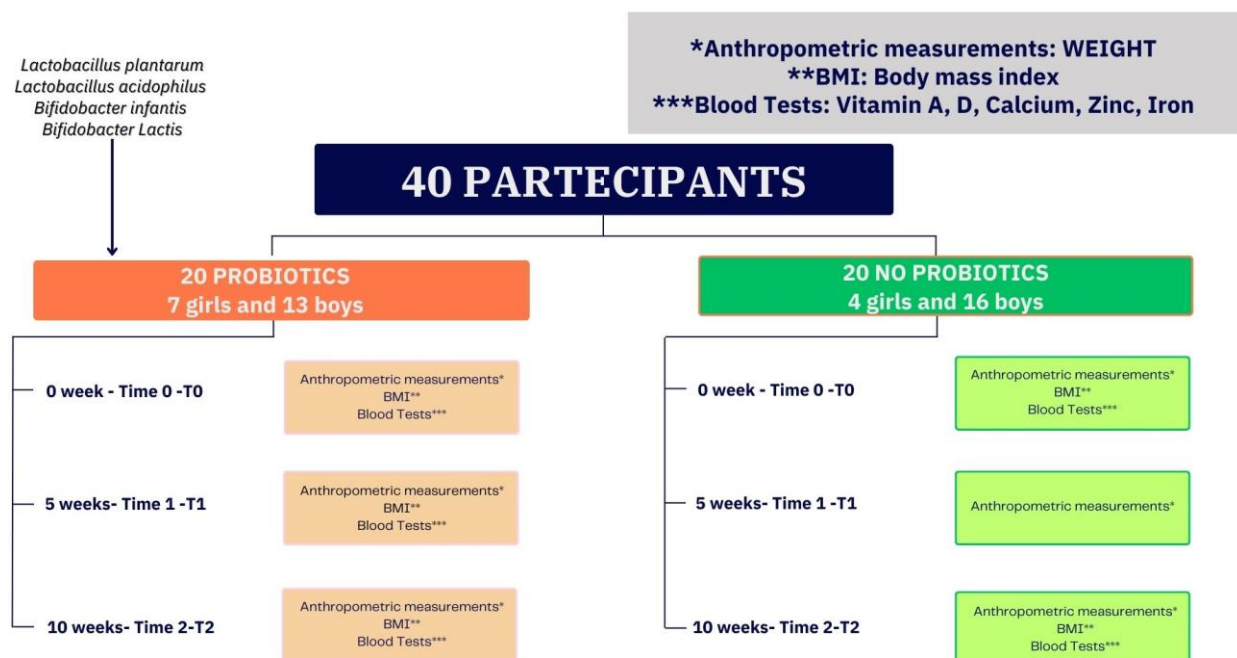 *Anthropometric measurements: WEIGHT
**BMI: Body mass index
***Blood Tests: Vitamin A, D, Calcium, Zinc, Iron
Lactobacillus plantarum
Lactobacillus acidophilus
Bifidobacter infantis
Bifidobacter Lactis
40 PARTECIPANTS
20 PROBIOTICS
7 girls and 13 boys
0 week - Time 0 -T0
Anthropometric measurements*
BMI**
Blood Tests***
5 weeks- Time 1 -T1
Anthropometric measurements*
BMI**
Blood Tests***
10 weeks- Time 2-T2
Anthropometric measurements*
BMI**
Blood Tests***
20 NO PROBIOTICS
4 girls and 16 boys
0 week - Time 0 -T0
Anthropometric measurements*
BMI**
Blood Tests***
5 weeks- Time 1 -T1
Anthropometric measurements*
10 weeks- Time 2-T2
Anthropometric measurements*
BMI**
Blood Tests***